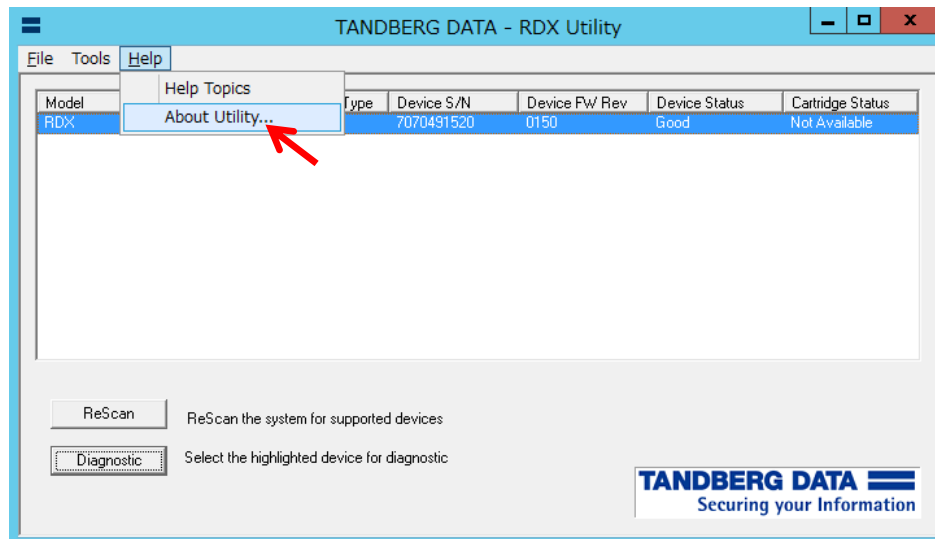 TANDBERG DATA - RDX Utility
File Tools Help
Help Topics
About Utility...
Model Type Device S/N Device FW Rev Device Status Cartridge Status
RDX 7070491520 0150 Good Not Available
ReScan ReScan the system for supported devices
Diagnostic Select the highlighted device for diagnostic
TANDBERG DATA
Securing your Information